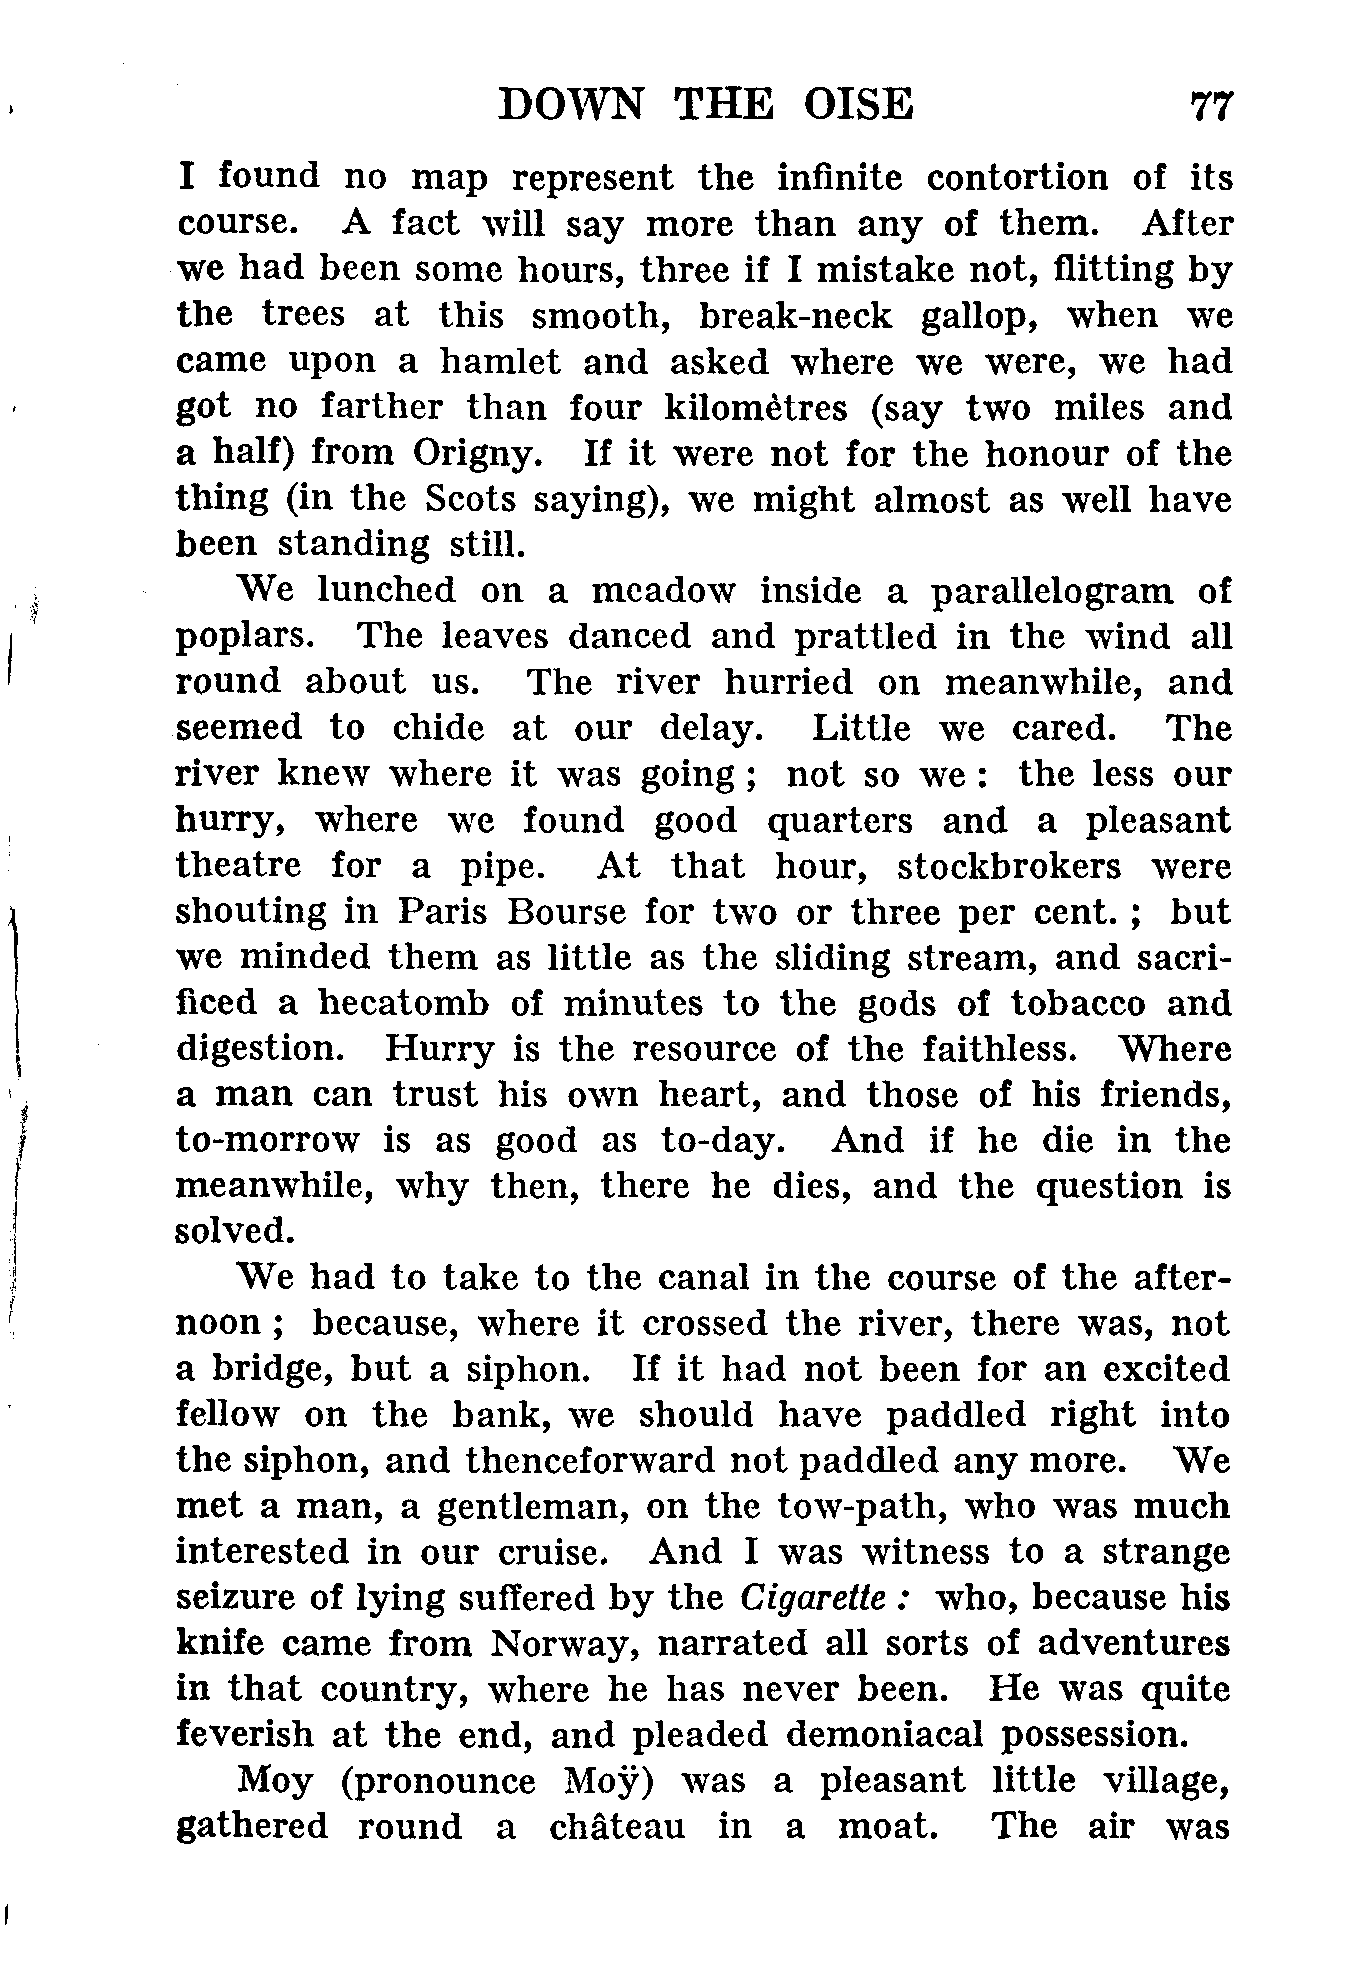 DOWN THE OISE 77
I found no map represent the infinite contortion of its
course. A fact will say more than any of them. After
we had been some hours, three if I mistake not, flitting by
the trees at this smooth, break-neck gallop, when we
came upon a hamlet and asked where we were, we had
got no farther than four kilomètres (say two miles and
a half) from Origny. If it were not for the honour of the
thing (in the Scots saying), we might almost as well have
been standing still.
We lunched on a meadow inside a parallelogram of
poplars. The leaves danced and prattled in the wind all
round about us. The river hurried on meanwhile, and
seemed to chide at our delay. Little we cared. The
river knew where it was going ; not so we : the less our
hurry, where we found good quarters and a pleasant
theatre for a pipe. At that hour, stockbrokers were
shouting in Paris Bourse for two or three per cent. ; but
we minded them as little as the sliding stream, and sacri-
ficed a hecatomb of minutes to the gods of tobacco and
digestion. Hurry is the resource of the faithless. Where
a man can trust his own heart, and those of his friends,
to-morrow is as good as to-day. And if he die in the
meanwhile, why then, there he dies, and the question is
solved.
We had to take to the canal in the course of the after-
noon ; because, where it crossed the river, there was, not
a bridge, but a siphon. If it had not been for an excited
fellow on the bank, we should have paddled right into
the siphon, and thenceforward not paddled any more. We
met a man, a gentleman, on the tow-path, who was much
interested in our cruise. And I was witness to a strange
seizure of lying suffered by the Cigarette : who, because his
knife came from Norway, narrated all sorts of adventures
in that country, where he has never been. He was quite
feverish at the end, and pleaded demoniacal possession.
Moy (pronounce Moÿ) was a pleasant little village,
gathered round a château in a moat. The air was